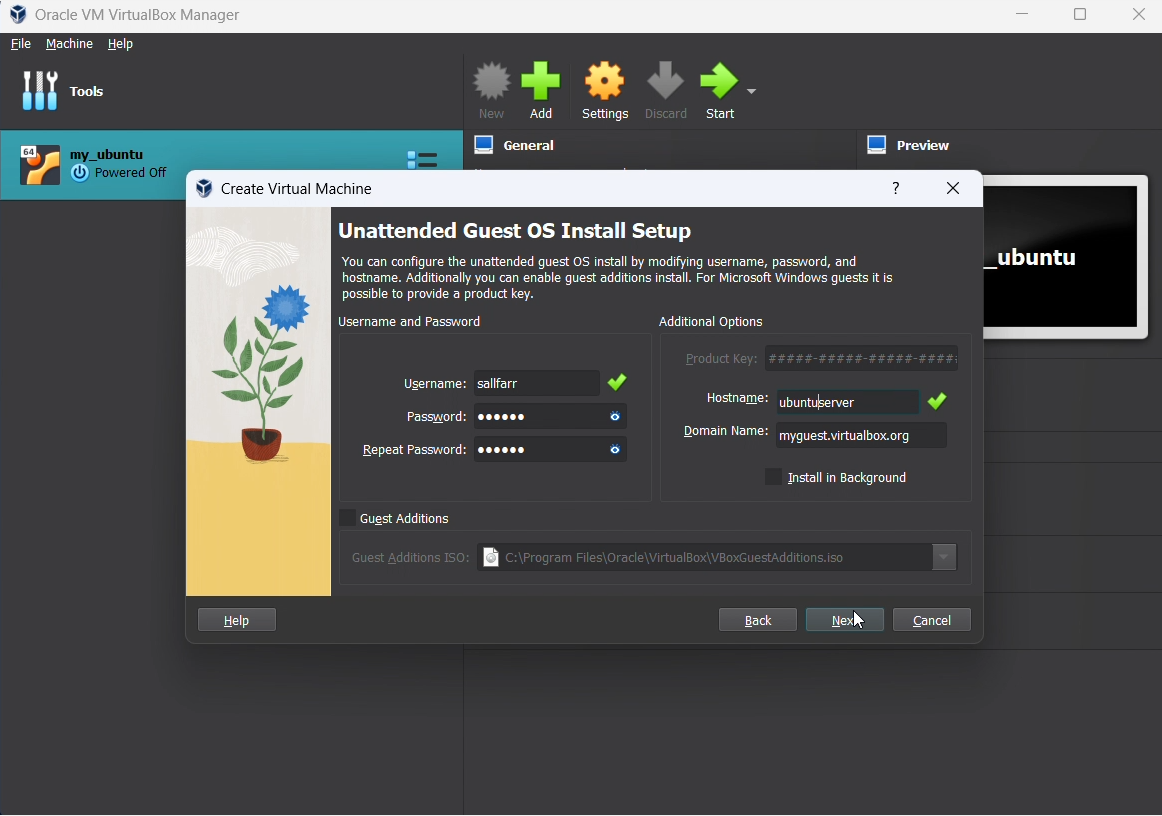 Oracle VM VirtualBox Manager
File Machine Help
Tools
New Add Settings Discard Start
64
my_ubuntu
Powered Off
General
Preview
_ubuntu
Create Virtual Machine
?
Unattended Guest OS Install Setup
You can configure the unattended guest OS install by modifying username, password, and
hostname. Additionally you can enable guest additions install. For Microsoft Windows guests it is
possible to provide a product key.
Username and Password
Username: sallfarr
Password: ●●●●●●
Repeat Password: ●●●●●●
Additional Options
Product Key: #####-#####-#####-####
Hostname: ubuntuserver
Domain Name: myguest.virtualbox.org
Install in Background
Guest Additions
Guest Additions ISO: C:\Program Files\Oracle\VirtualBox\VBoxGuestAdditions.iso
Help Back Next Cancel